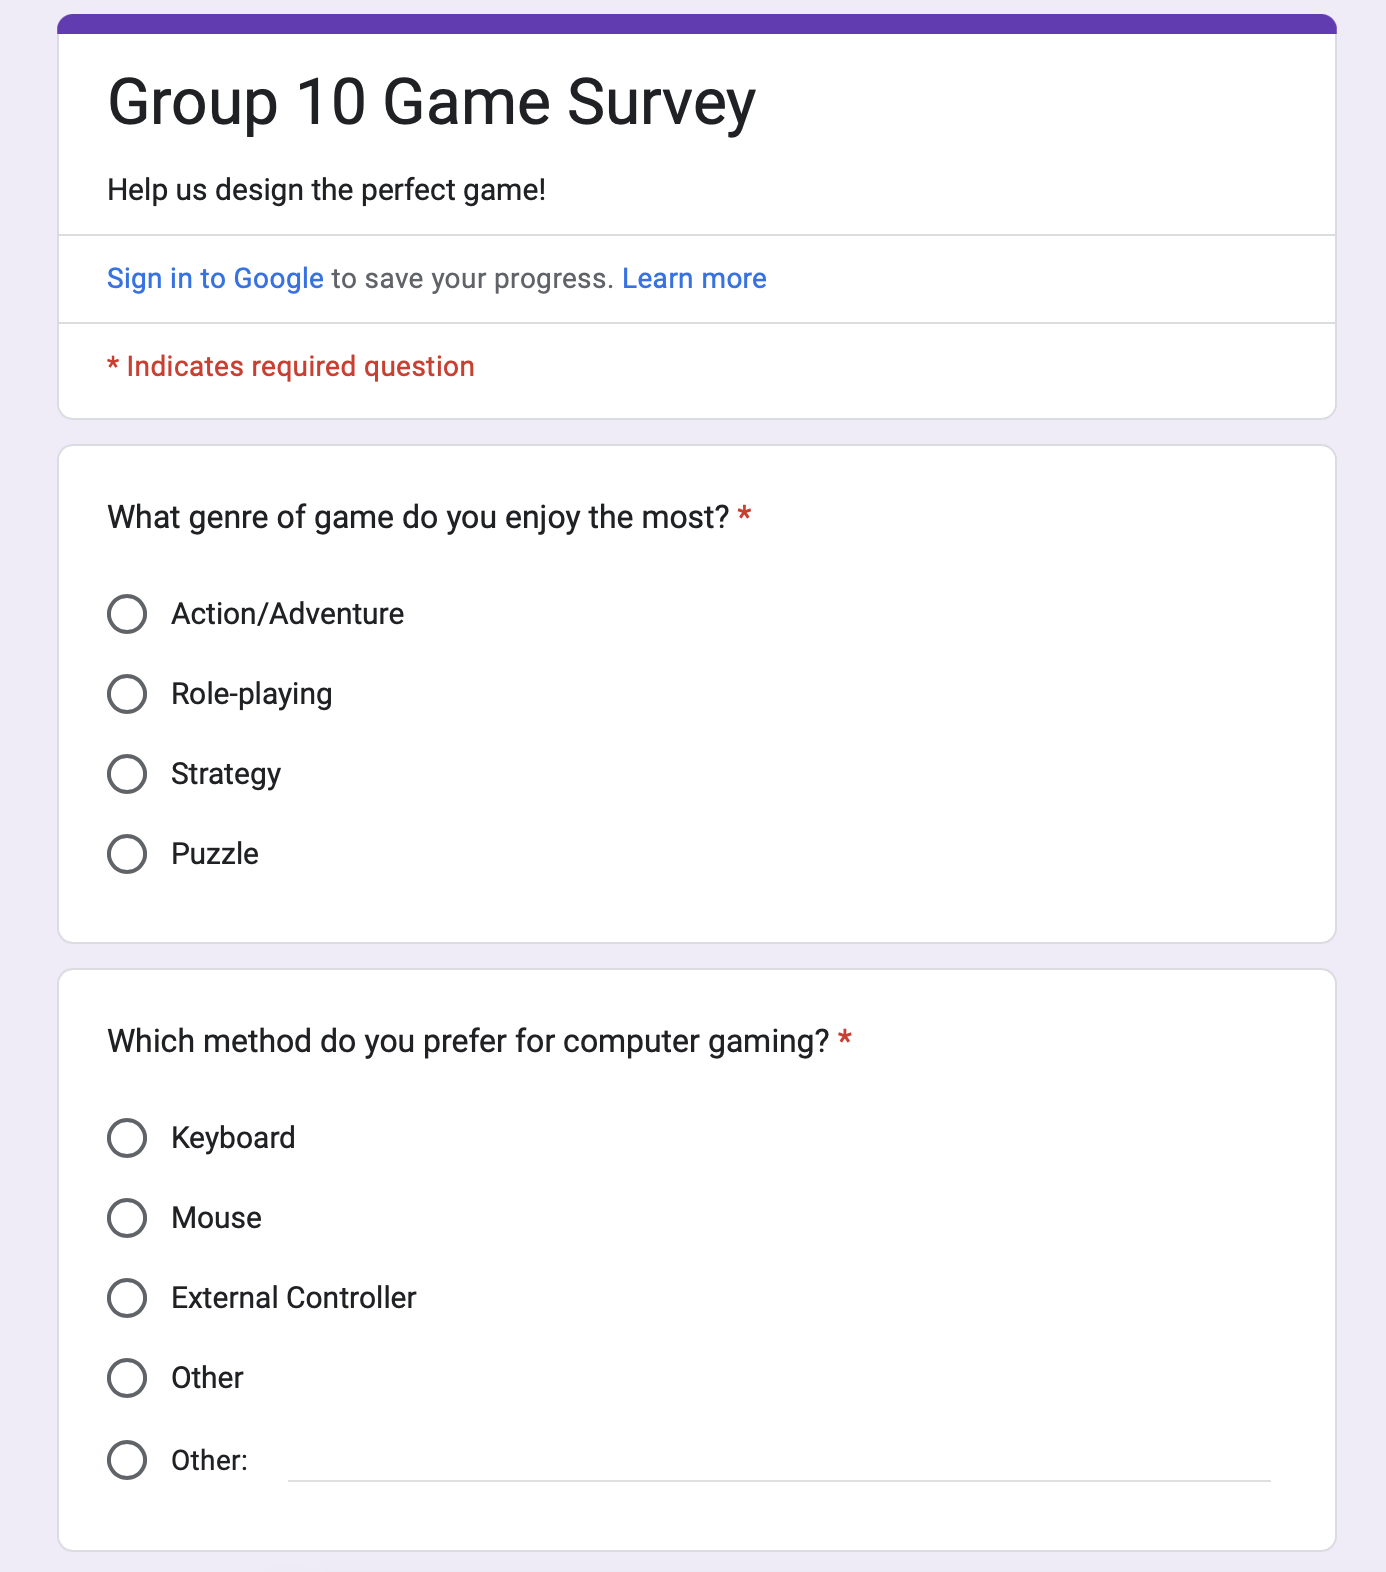 Group 10 Game Survey
Help us design the perfect game!
Sign in to Google to save your progress. Learn more
* Indicates required question
What genre of game do you enjoy the most? *
Action/Adventure
Role-playing
Strategy
Puzzle
Which method do you prefer for computer gaming? *
Keyboard
Mouse
External Controller
Other
Other: